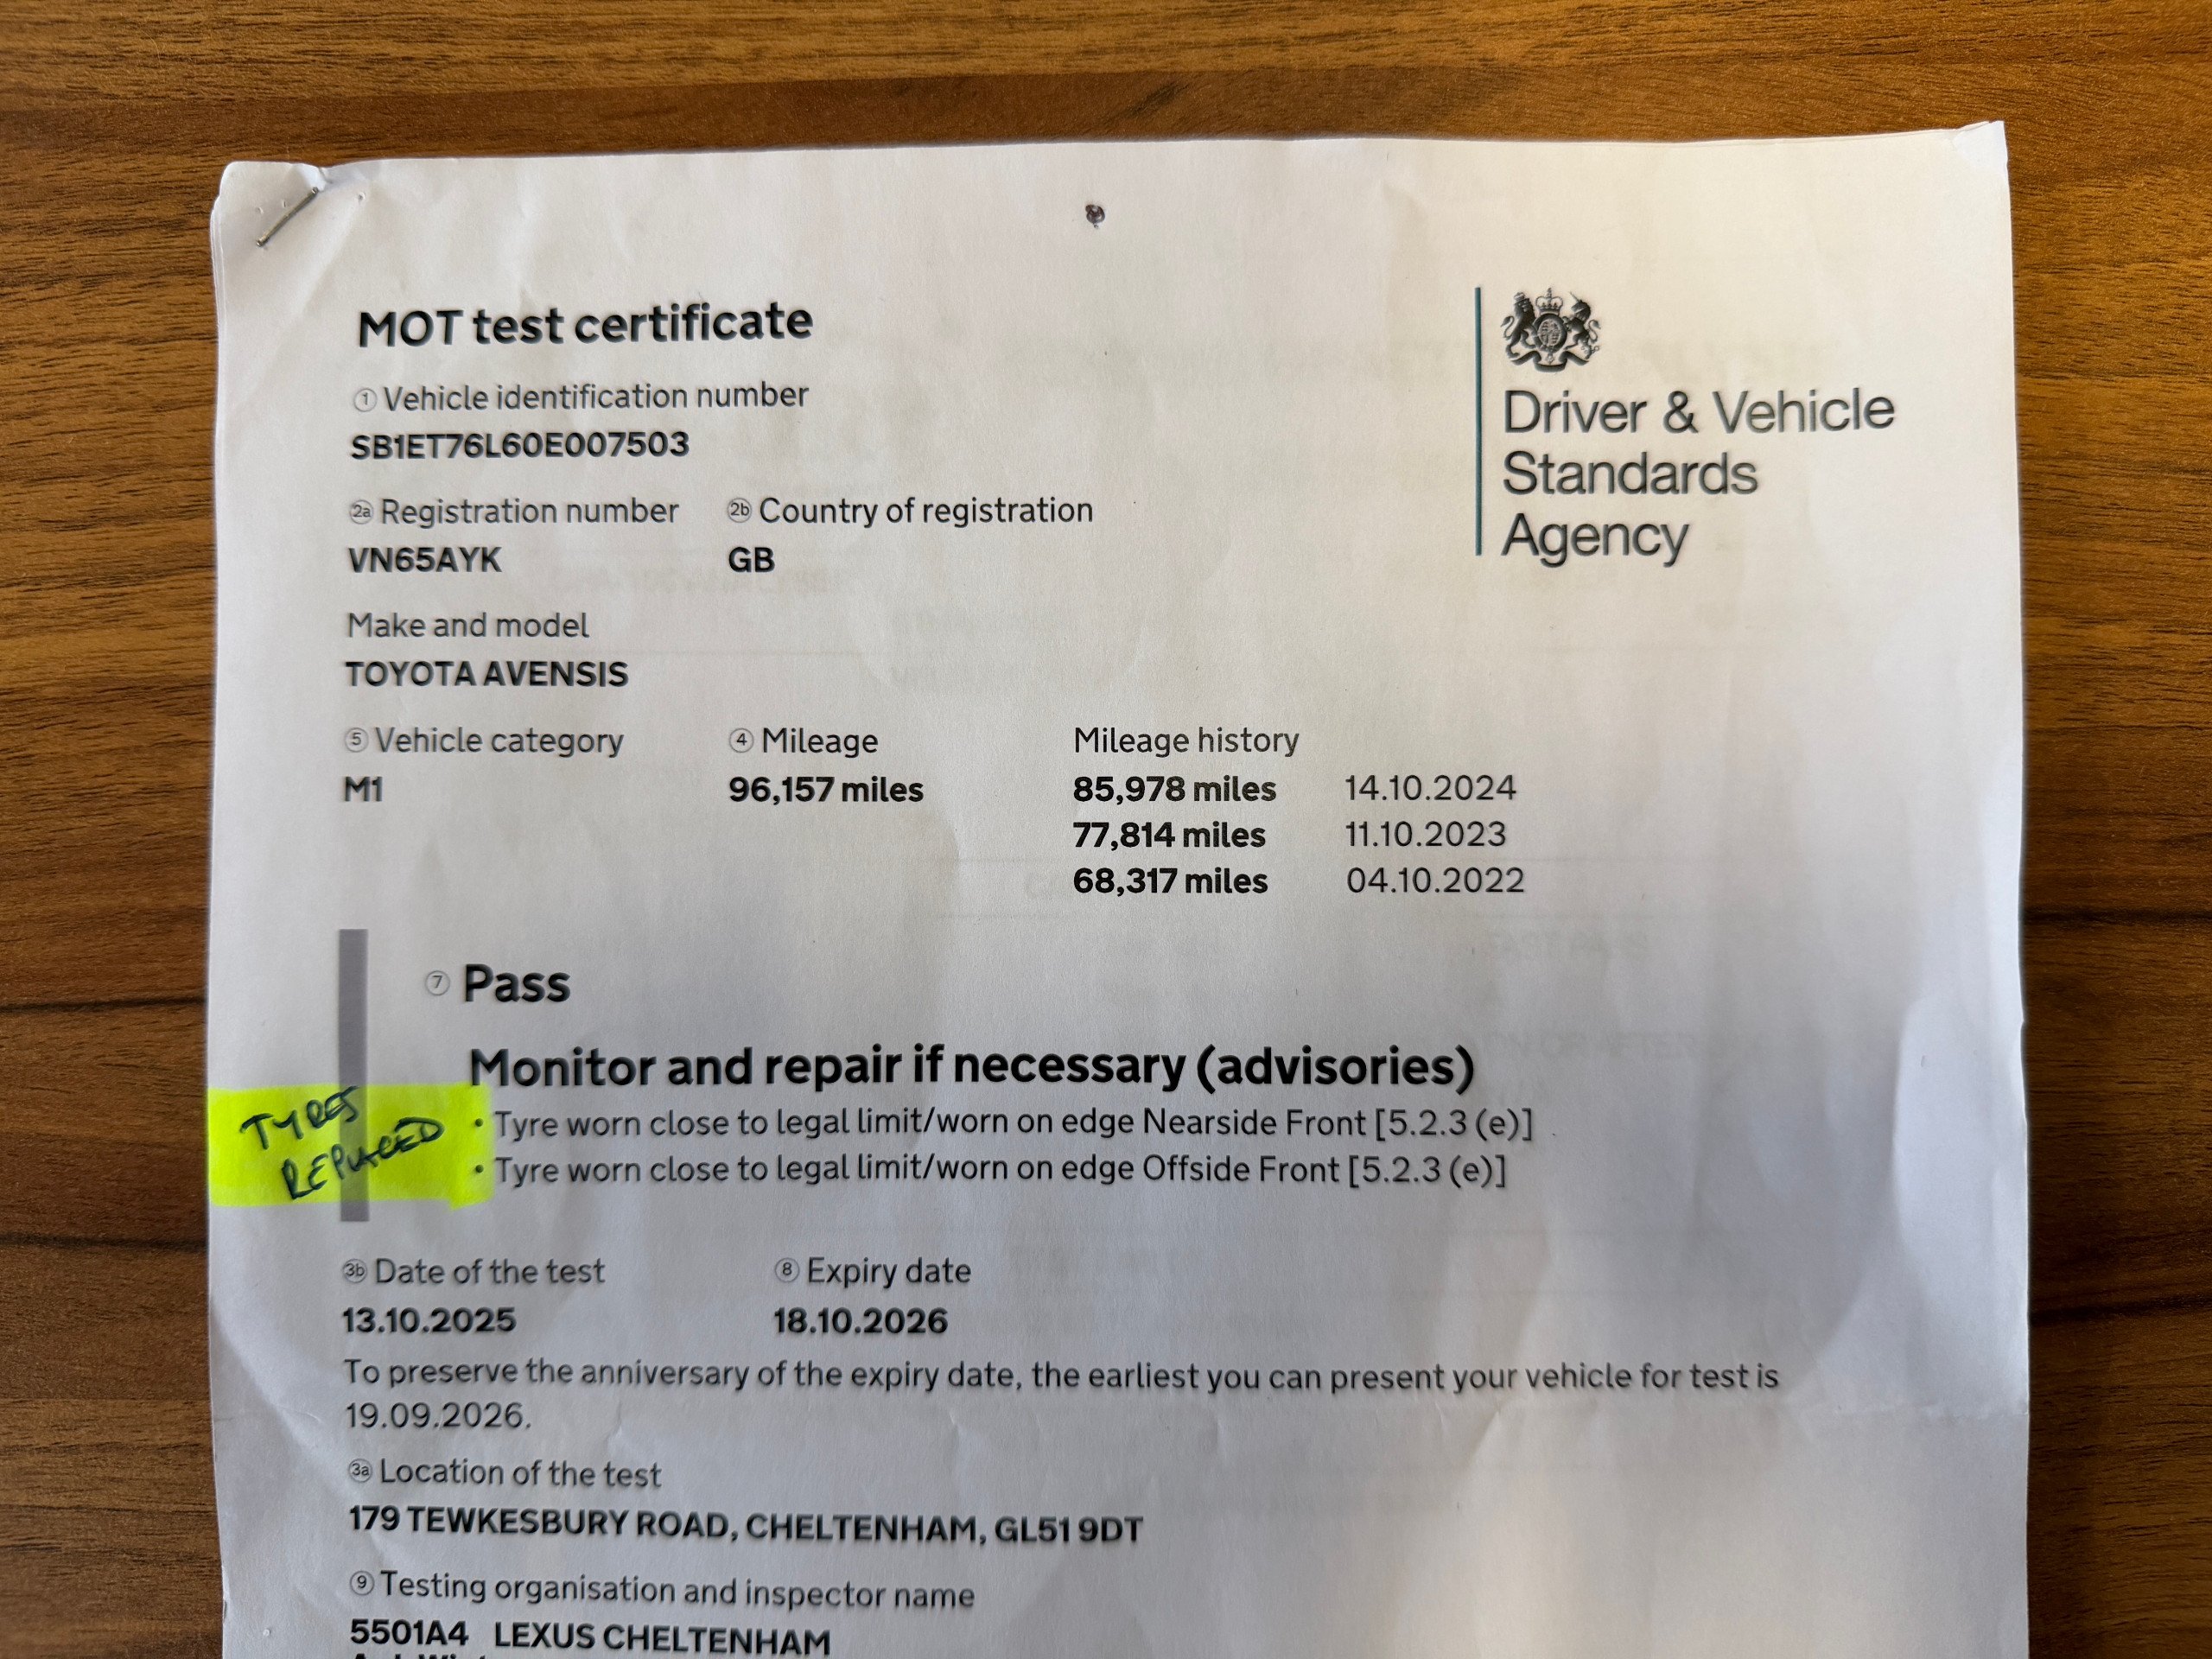 MOT test certificate
Driver & Vehicle
Standards
Agency
① Vehicle identification number
SB1ET76L60E007503
2a Registration number 2b Country of registration
VN65AYK GB
Make and model
TOYOTA AVENSIS
⑤ Vehicle category ④ Mileage Mileage history
M1 96,157 miles 85,978 miles 14.10.2024
77,814 miles 11.10.2023
68,317 miles 04.10.2022
⑦ Pass
Monitor and repair if necessary (advisories)
TYRES
REPLACED
• Tyre worn close to legal limit/worn on edge Nearside Front [5.2.3 (e)]
• Tyre worn close to legal limit/worn on edge Offside Front [5.2.3 (e)]
3b Date of the test ⑧ Expiry date
13.10.2025 18.10.2026
To preserve the anniversary of the expiry date, the earliest you can present your vehicle for test is
19.09.2026.
3a Location of the test
179 TEWKESBURY ROAD, CHELTENHAM, GL51 9DT
⑨ Testing organisation and inspector name
5501A4 LEXUS CHELTENHAM